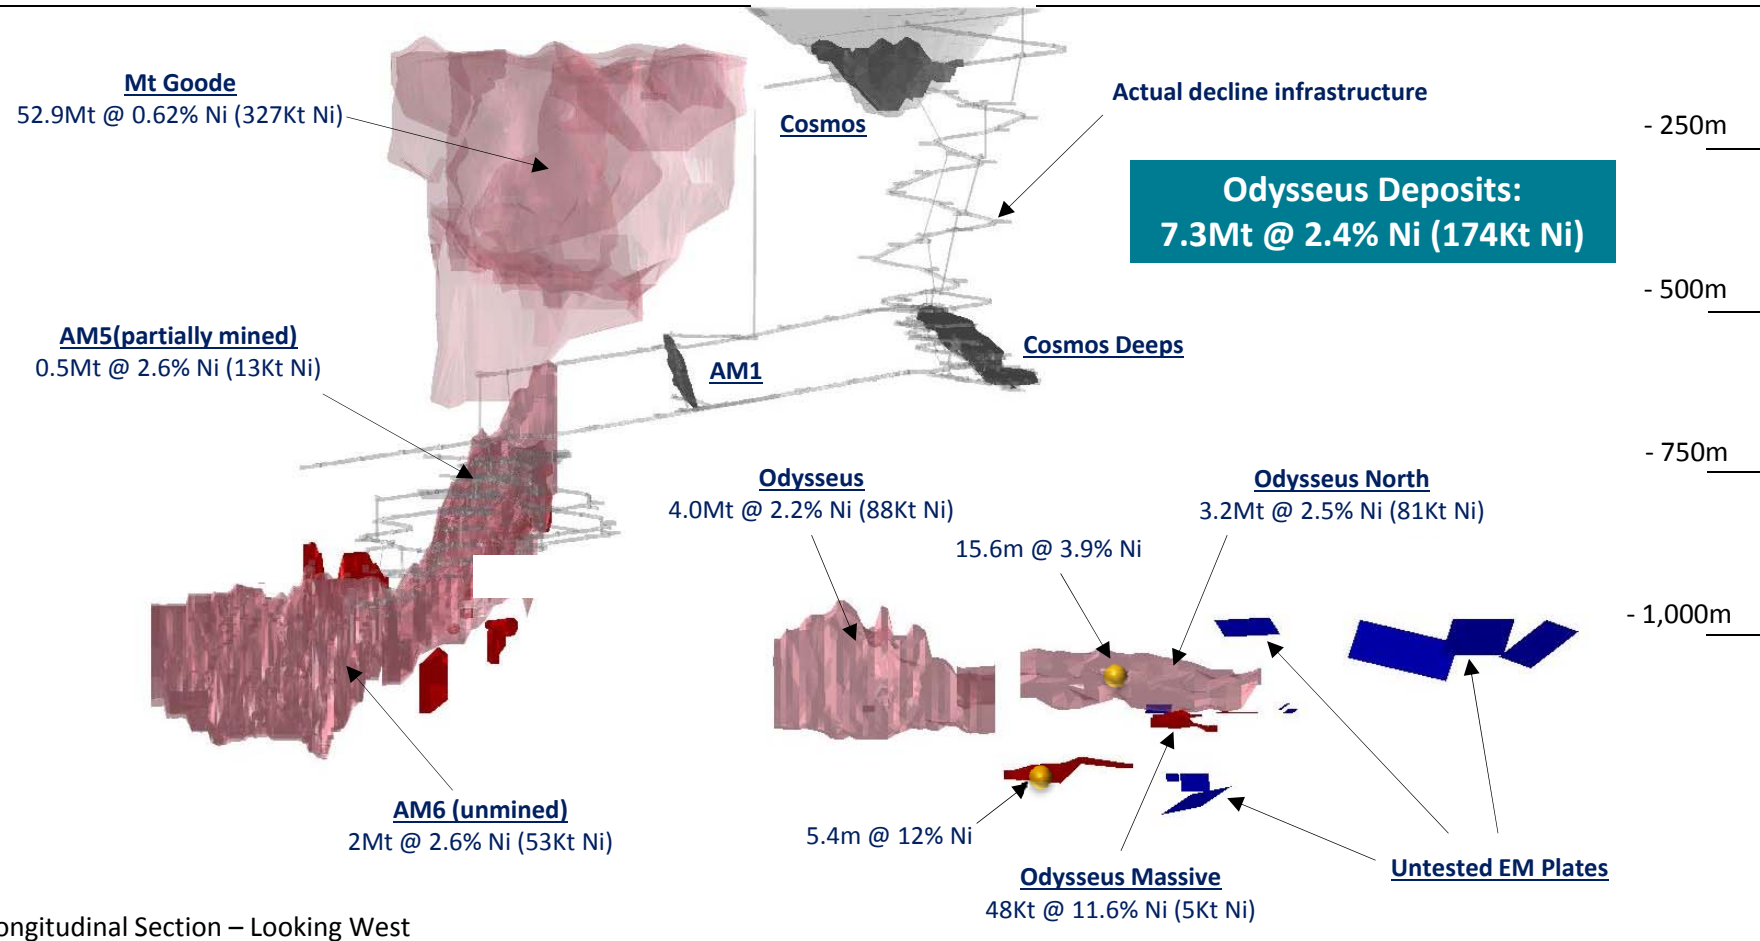 Mt Goode
52.9Mt @ 0.62% Ni (327Kt Ni)
Cosmos
Actual decline infrastructure
- 250m
Odysseus Deposits:
7.3Mt @ 2.4% Ni (174Kt Ni)
- 500m
AM5(partially mined)
0.5Mt @ 2.6% Ni (13Kt Ni)
AM1
Cosmos Deeps
- 750m
Odysseus
4.0Mt @ 2.2% Ni (88Kt Ni)
Odysseus North
3.2Mt @ 2.5% Ni (81Kt Ni)
15.6m @ 3.9% Ni
- 1,000m
AM6 (unmined)
2Mt @ 2.6% Ni (53Kt Ni)
5.4m @ 12% Ni
Odysseus Massive
48Kt @ 11.6% Ni (5Kt Ni)
Untested EM Plates
ongitudinal Section – Looking West